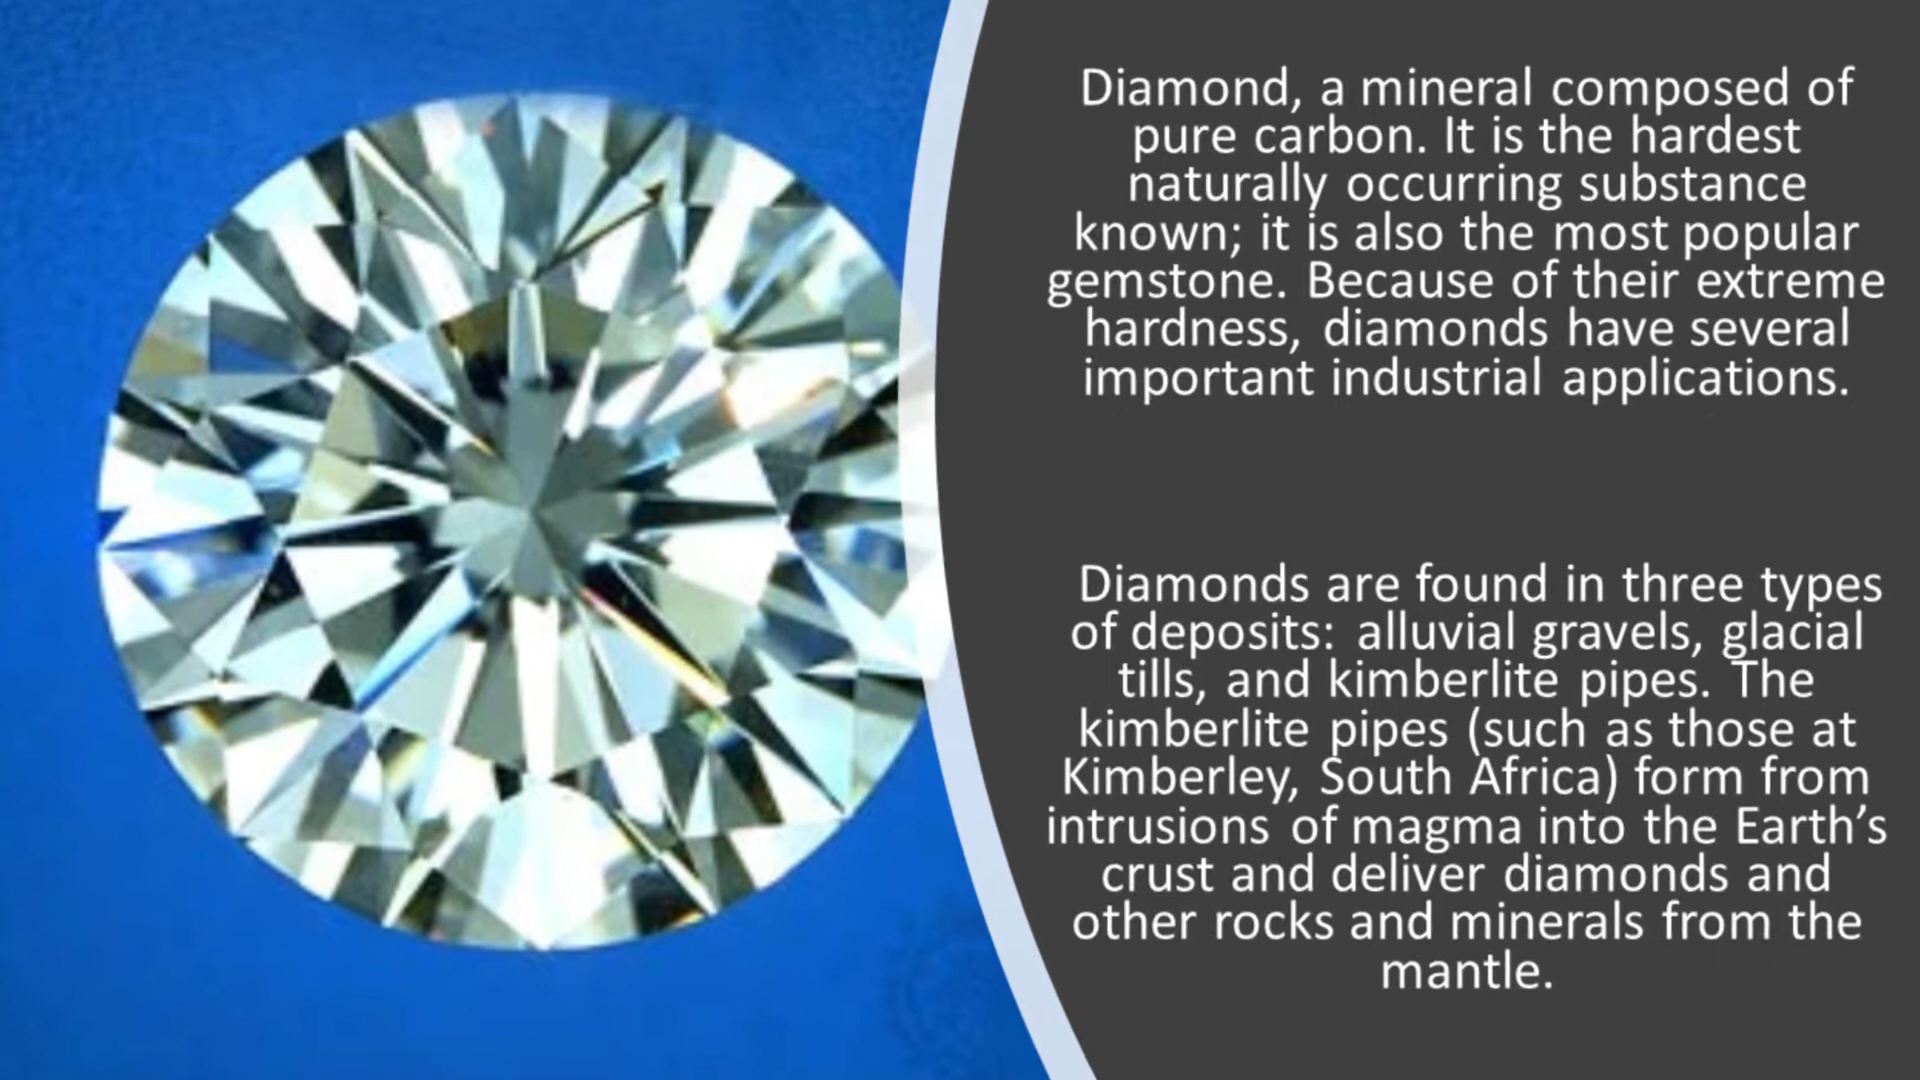 Diamond, a mineral composed of
pure carbon. It is the hardest
naturally occurring substance
known; it is also the most popular
gemstone. Because of their extreme
hardness, diamonds have several
important industrial applications.
Diamonds are found in three types
of deposits: alluvial gravels, glacial
tills, and kimberlite pipes. The
kimberlite pipes (such as those at
Kimberley, South Africa) form from
intrusions of magma into the Earth’s
crust and deliver diamonds and
other rocks and minerals from the
mantle.